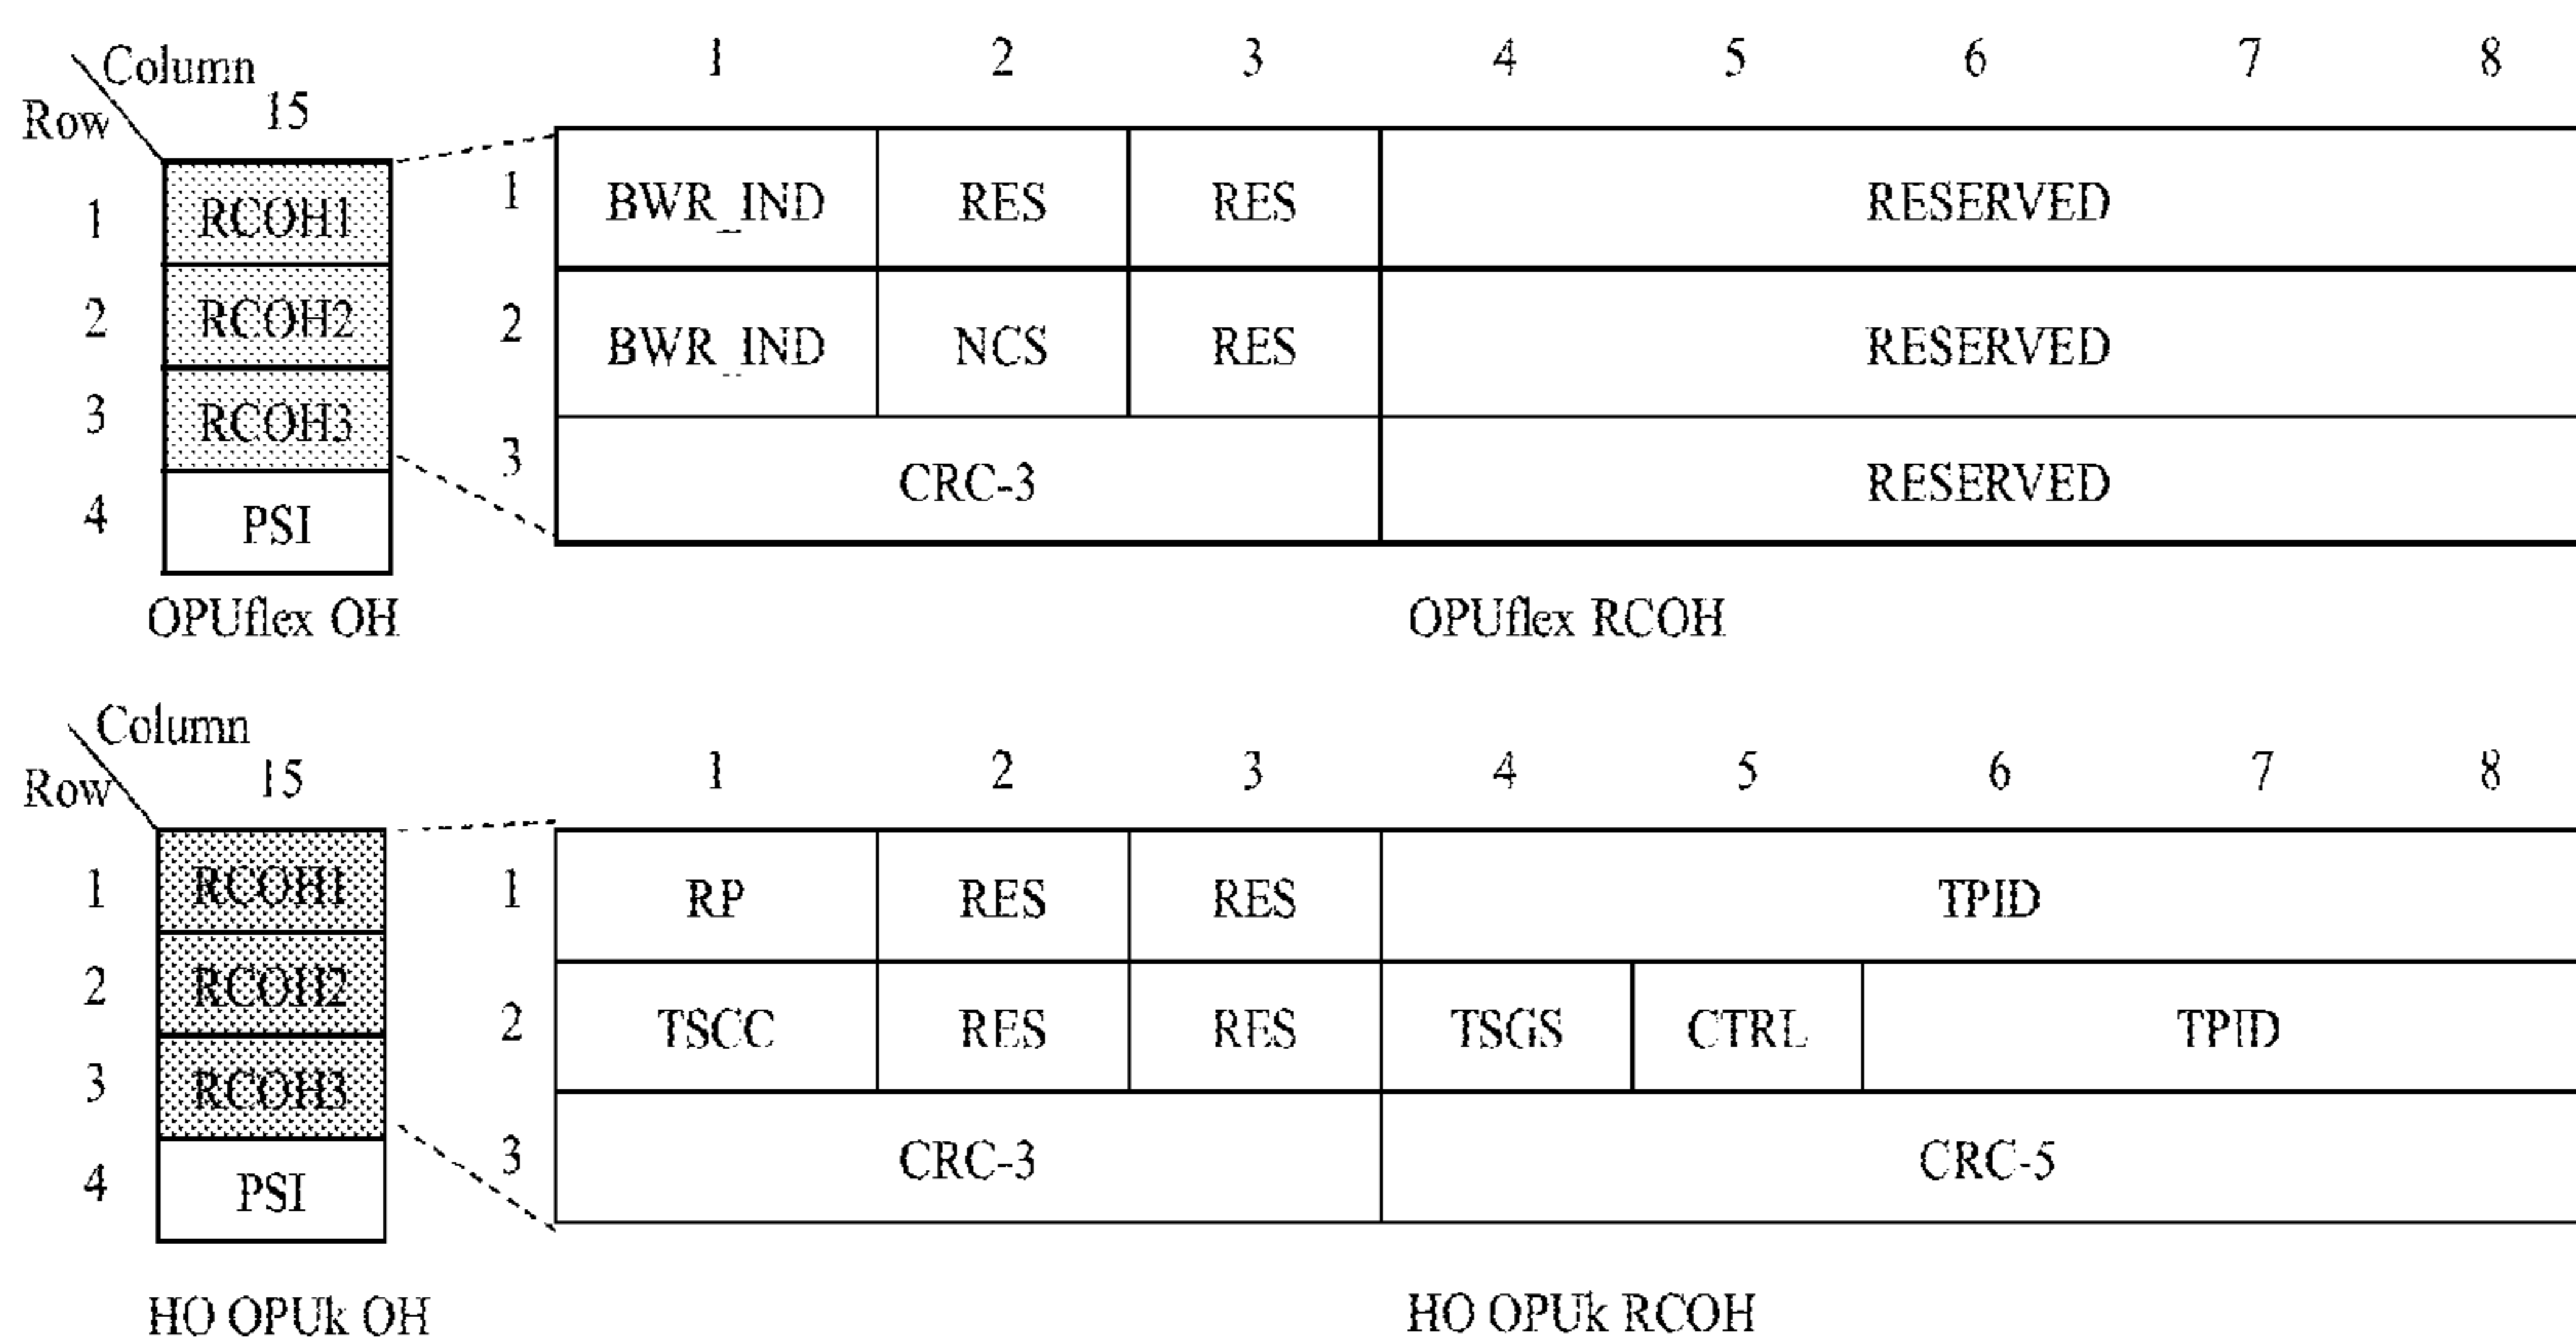 Column 1 2 3 4 5 6 7 8
Row 15
1 RCOH1 1 BWR_IND RES RES RESERVED
2 RCOH2 2 BWR_IND NCS RES RESERVED
3 RCOH3 3 CRC-3 RESERVED
4 PSI
OPUflex OH OPUflex RCOH
Column
Row 15 1 2 3 4 5 6 7 8
1 RCOH1 1 RP RES RES TPID
2 RCOH2 2 TSCC RES RES TSGS CTRL TPID
3 RCOH3 3 CRC-3 CRC-5
4 PSI
HO OPUk OH HO OPUk RCOH